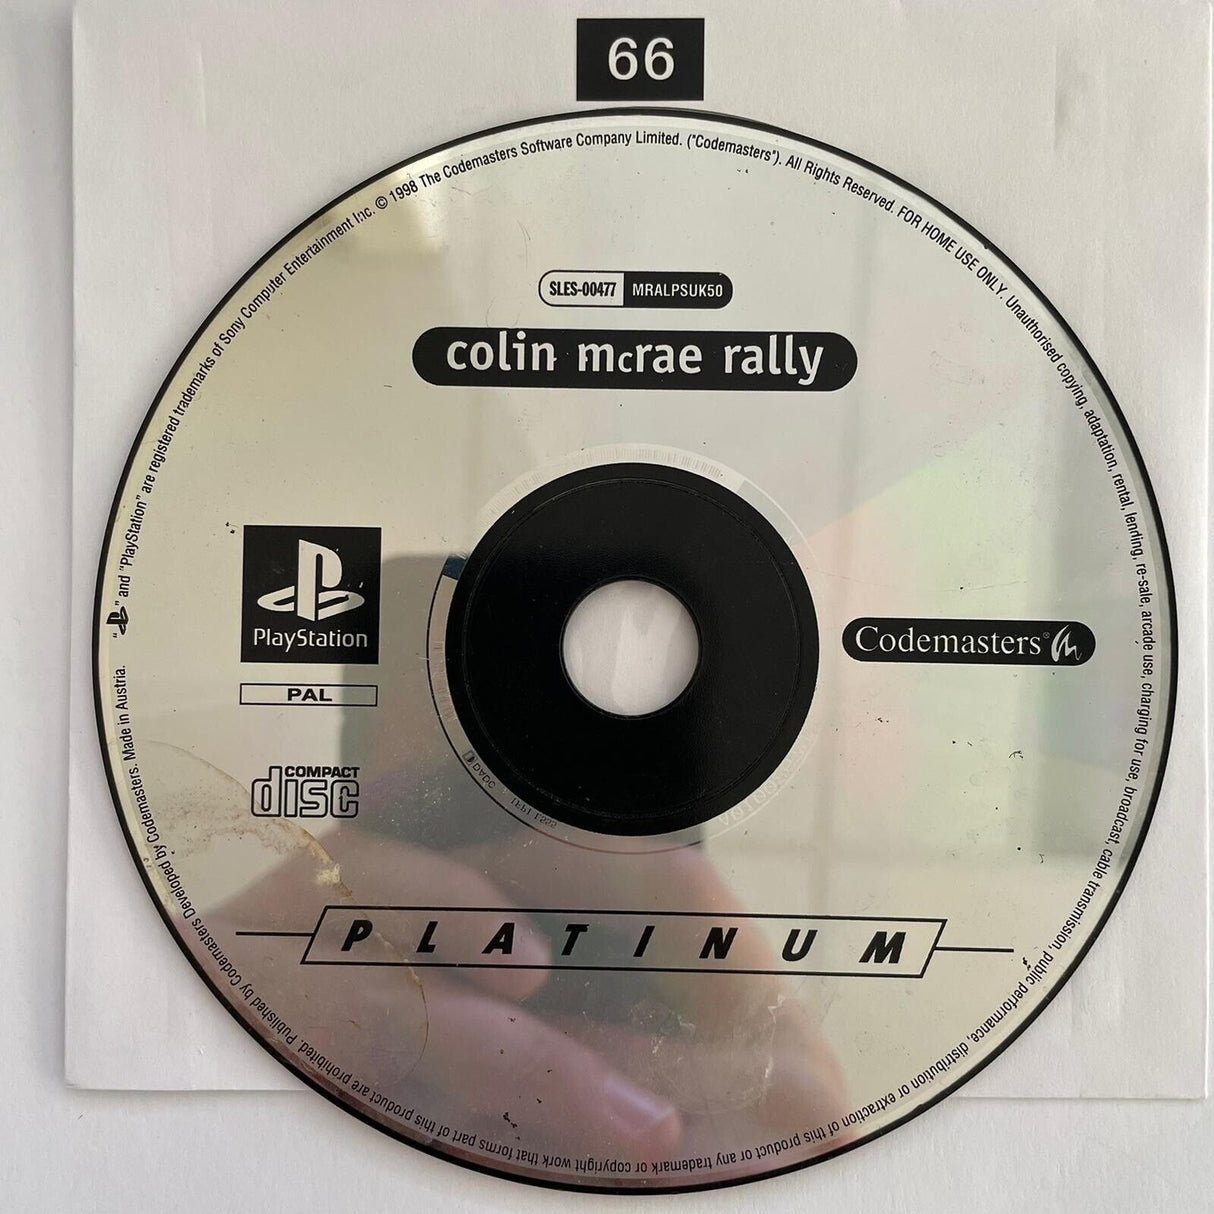 66
"PS" and "PlayStation" are registered trademarks of Sony Computer Entertainment Inc. © 1998 The Codemasters Software Company Limited. ("Codemasters"). All Rights Reserved. FOR HOME USE ONLY. Unauthorised copying, adaptation, rental, lending, re-sale, arcade use, charging for use, broadcast, cable transmission, public performance, distribution or extraction of this product or any trademark or copyright work that forms part of this product are prohibited. Published by Codemasters Developed by Codemasters. Made in Austria.
SLES-00477 MRALPSUK50
colin mcrae rally
PlayStation
PAL
Codemasters®
COMPACT
disc
DADC
PLATINUM